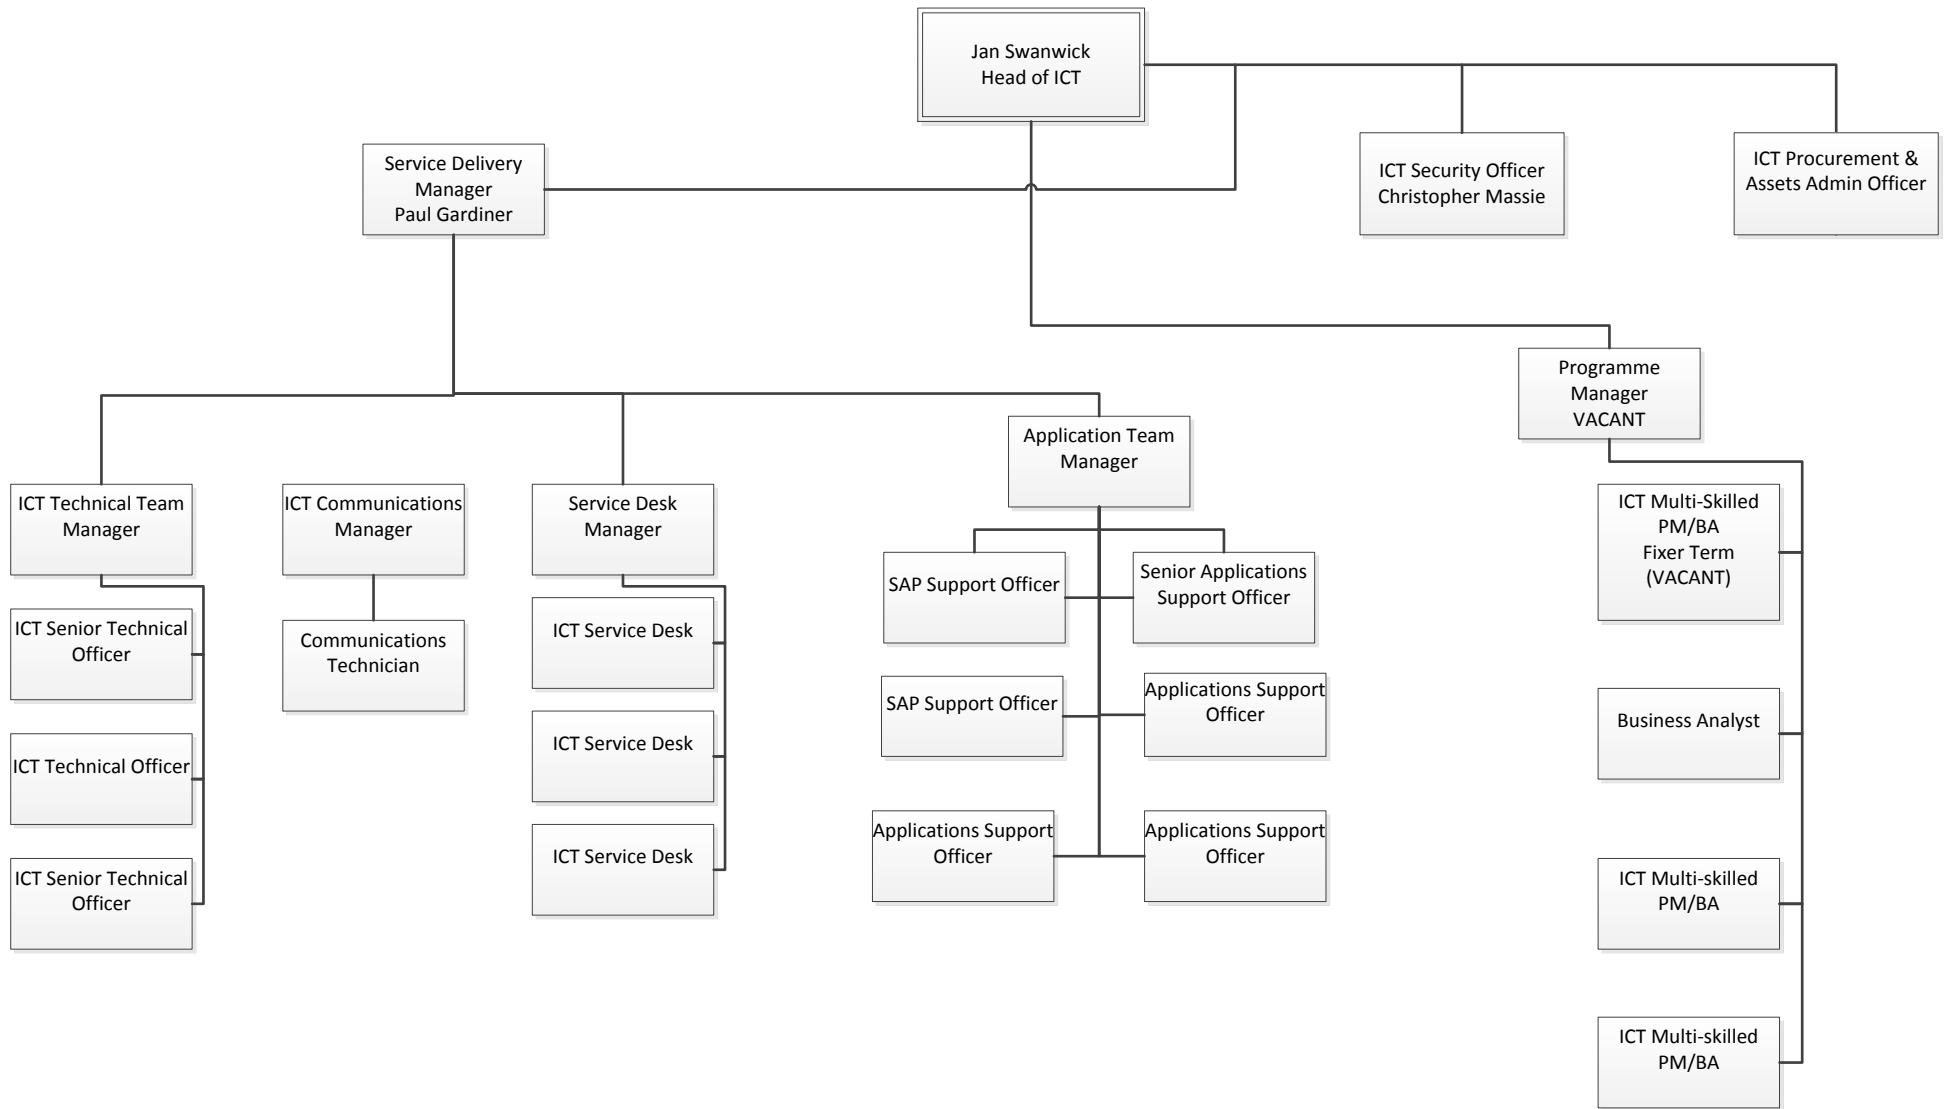 Jan Swanwick
Head of ICT
Service Delivery
Manager
Paul Gardiner
ICT Security Officer
Christopher Massie
ICT Procurement &
Assets Admin Officer
Programme
Manager
VACANT
Application Team
Manager
ICT Technical Team
Manager
ICT Communications
Manager
Service Desk
Manager
ICT Senior Technical
Officer
ICT Technical Officer
ICT Senior Technical
Officer
Communications
Technician
ICT Service Desk
ICT Service Desk
ICT Service Desk
SAP Support Officer
Senior Applications
Support Officer
SAP Support Officer
Applications Support
Officer
Applications Support
Officer
Applications Support
Officer
ICT Multi-Skilled
PM/BA
Fixer Term
(VACANT)
Business Analyst
ICT Multi-skilled
PM/BA
ICT Multi-skilled
PM/BA